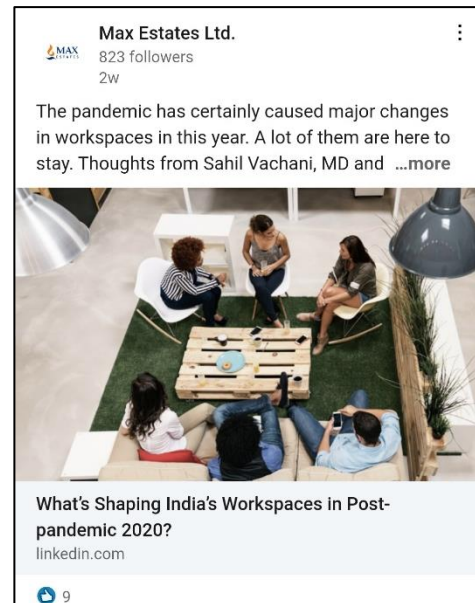 MAX
ESTATES
Max Estates Ltd.
823 followers
2w
The pandemic has certainly caused major changes
in workspaces in this year. A lot of them are here to
stay. Thoughts from Sahil Vachani, MD and ...more
What's Shaping India's Workspaces in Post-
pandemic 2020?
linkedin.com
9